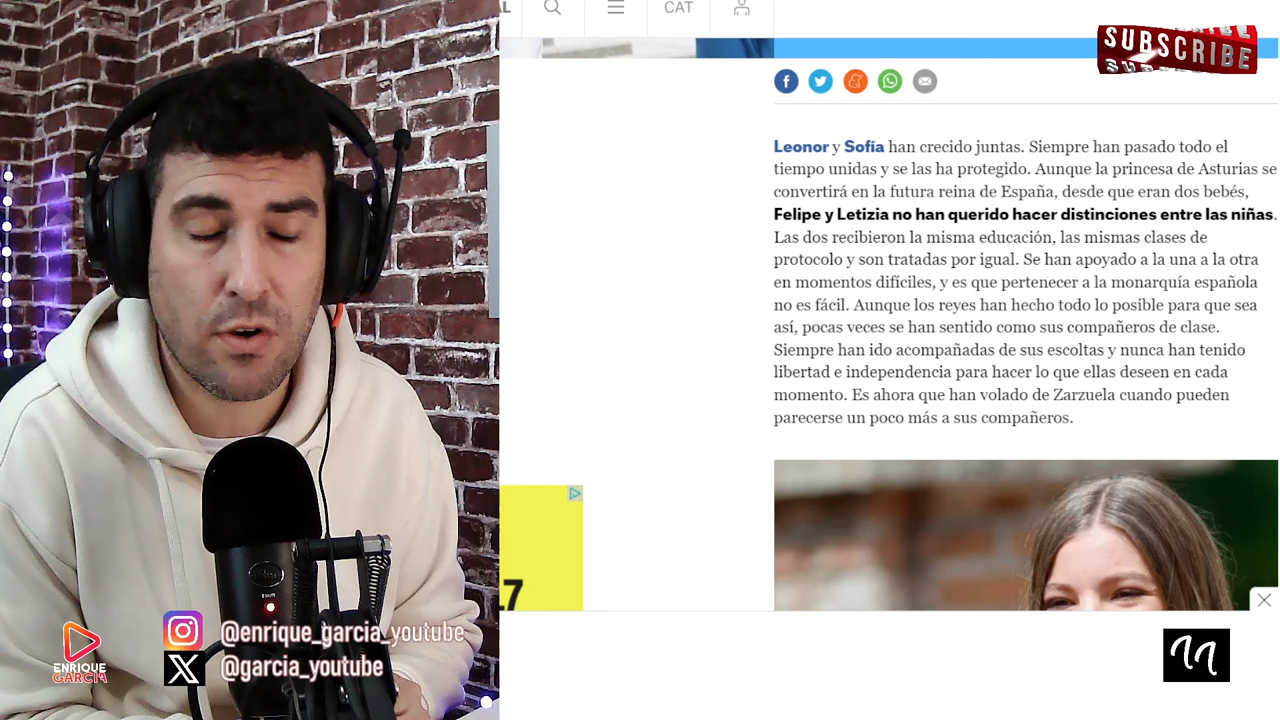 CAT
SUBSCRIBE
Leonor y Sofía han crecido juntas. Siempre han pasado todo el
tiempo unidas y se las ha protegido. Aunque la princesa de Asturias se
convertirá en la futura reina de España, desde que eran dos bebés,
Felipe y Letizia no han querido hacer distinciones entre las niñas.
Las dos recibieron la misma educación, las mismas clases de
protocolo y son tratadas por igual. Se han apoyado a la una a la otra
en momentos difíciles, y es que pertenecer a la monarquía española
no es fácil. Aunque los reyes han hecho todo lo posible para que sea
así, pocas veces se han sentido como sus compañeros de clase.
Siempre han ido acompañadas de sus escoltas y nunca han tenido
libertad e independencia para hacer lo que ellas deseen en cada
momento. Es ahora que han volado de Zarzuela cuando pueden
parecerse un poco más a sus compañeros.
17
blue
@enrique_garcia_youtube
@garcia_youtube
ENRIQUE
GARCIA